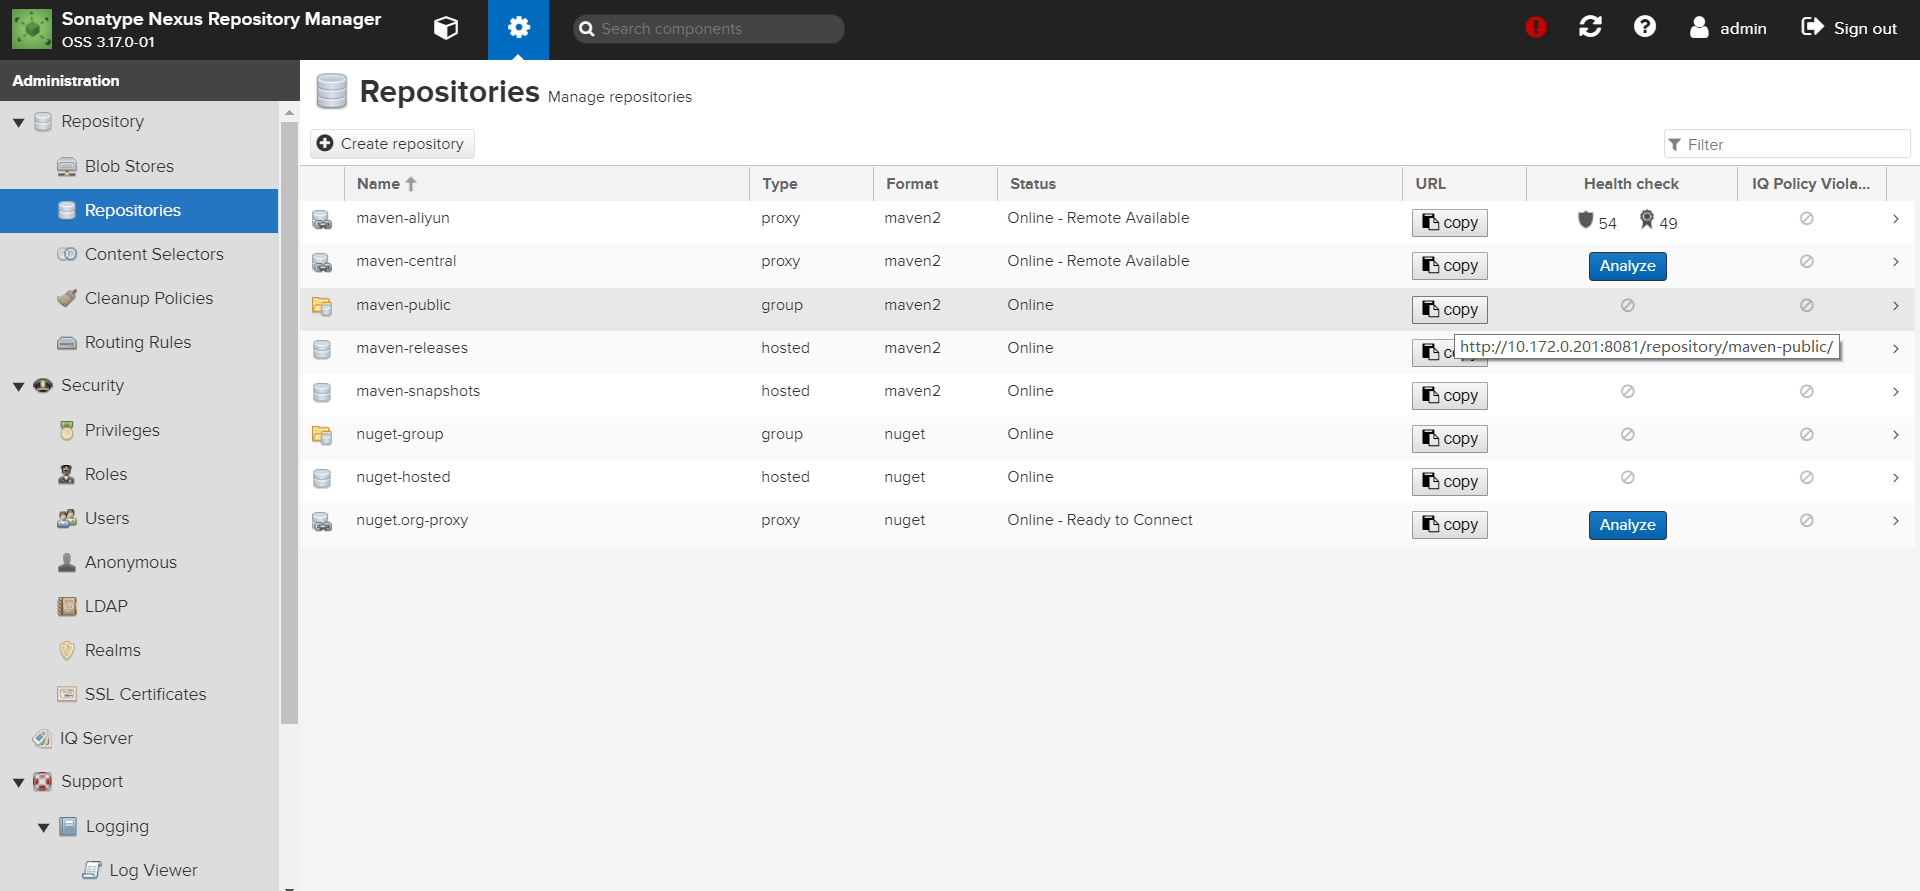 Sonatype Nexus Repository Manager
OSS 3.17.0-01
Search components
admin
Sign out
Administration
Repository
Blob Stores
Repositories
Content Selectors
Cleanup Policies
Routing Rules
Security
Privileges
Roles
Users
Anonymous
LDAP
Realms
SSL Certificates
IQ Server
Support
Logging
Log Viewer
Repositories Manage repositories
Create repository
Filter
Name Type Format Status URL Health check IQ Policy Viola...
maven-aliyun proxy maven2 Online - Remote Available copy 54 49
maven-central proxy maven2 Online - Remote Available copy Analyze
maven-public group maven2 Online copy
maven-releases hosted maven2 Online
http://10.172.0.201:8081/repository/maven-public/
maven-snapshots hosted maven2 Online copy
nuget-group group nuget Online copy
nuget-hosted hosted nuget Online copy
nuget.org-proxy proxy nuget Online - Ready to Connect copy Analyze